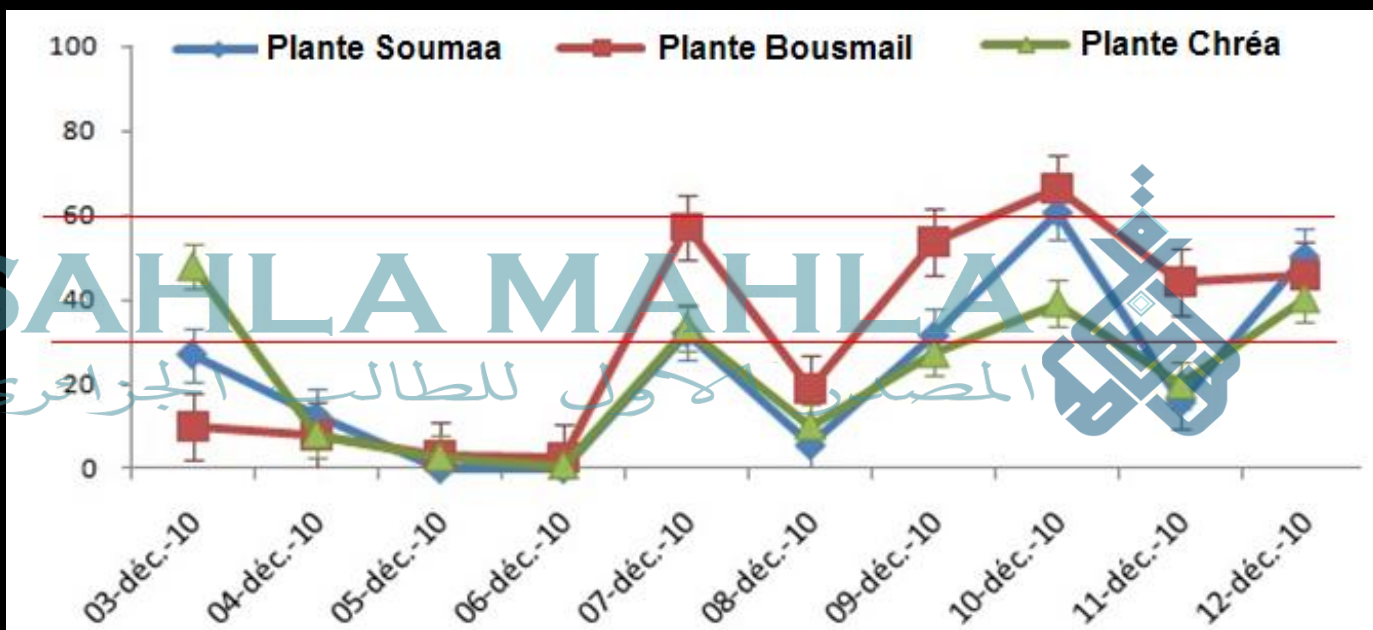 100
Plante Soumaa
Plante Bousmail
Plante Chréa
80
60
SAHLA MAHLA
40
20
المصدر الاول للطالب الجزائري
0
03-déc.-10
04-déc.-10
05-déc.-10
06-déc.-10
07-déc.-10
08-déc.-10
09-déc.-10
10-déc.-10
11-déc.-10
12-déc.-10